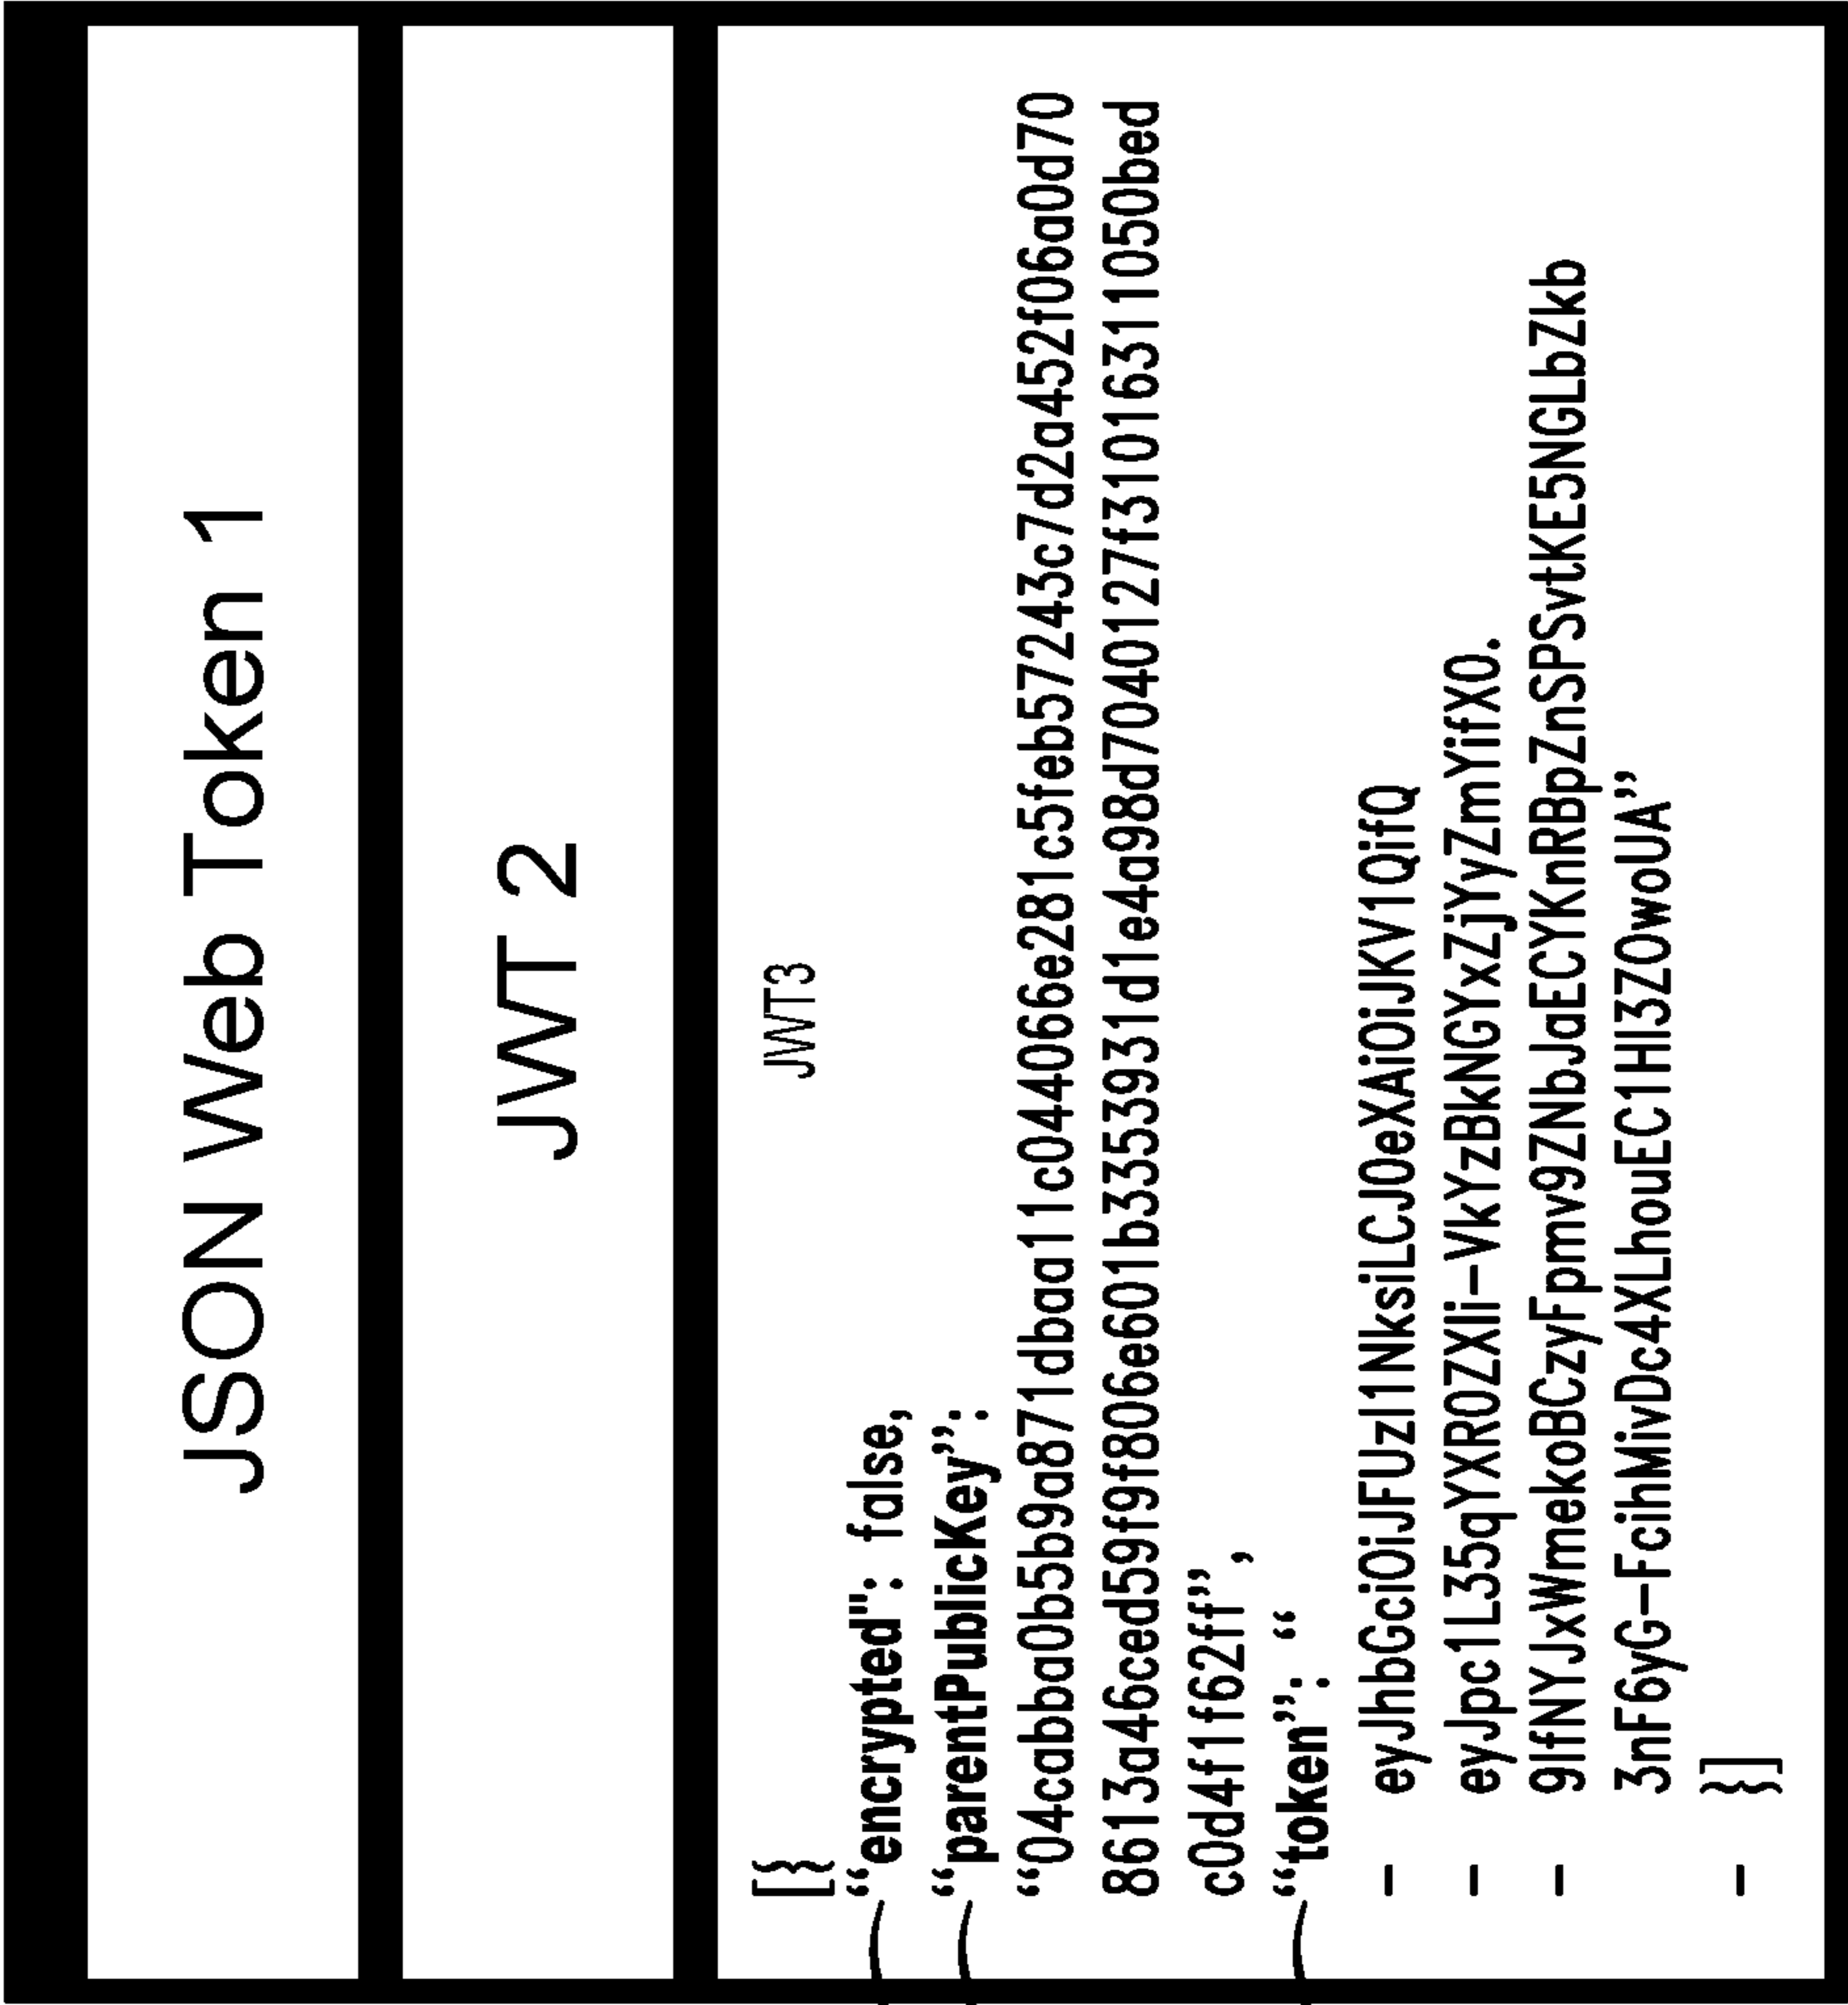 JSON Web Token 1
JWT 2
JWT3
[{
“encrypted": false,
“parentPublicKey”:
“04cabba0b5b9a871dbaa11c044066e281c5feb57243c7d2a452f06a0d70
8613a46ced59f9f806e601b3353931d1e4a98d7040127f31016311050bed
c0d4f1f62ff”,
“token”: “
- eyJhbGciOiJFUzI1NksiLCJ0eXAiOiJKV1QifQ
- eyJpc1L35qYXR0ZXIi-VkYzBkNGYxZjYyZmYifX0.
- 9lfNYJxWmekoBCzyFpmv9ZNbJaECYKnRBpZnSPSvtKE5NGLbZkb
3nF6yG-FcihMivDc4XLhouEC1HI3ZOwoUA”
- }]